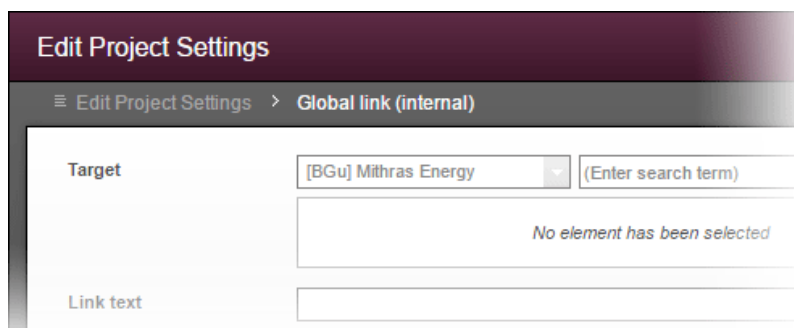 Edit Project Settings
≡ Edit Project Settings > Global link (internal)
Target [BGu] Mithras Energy (Enter search term)
No element has been selected
Link text